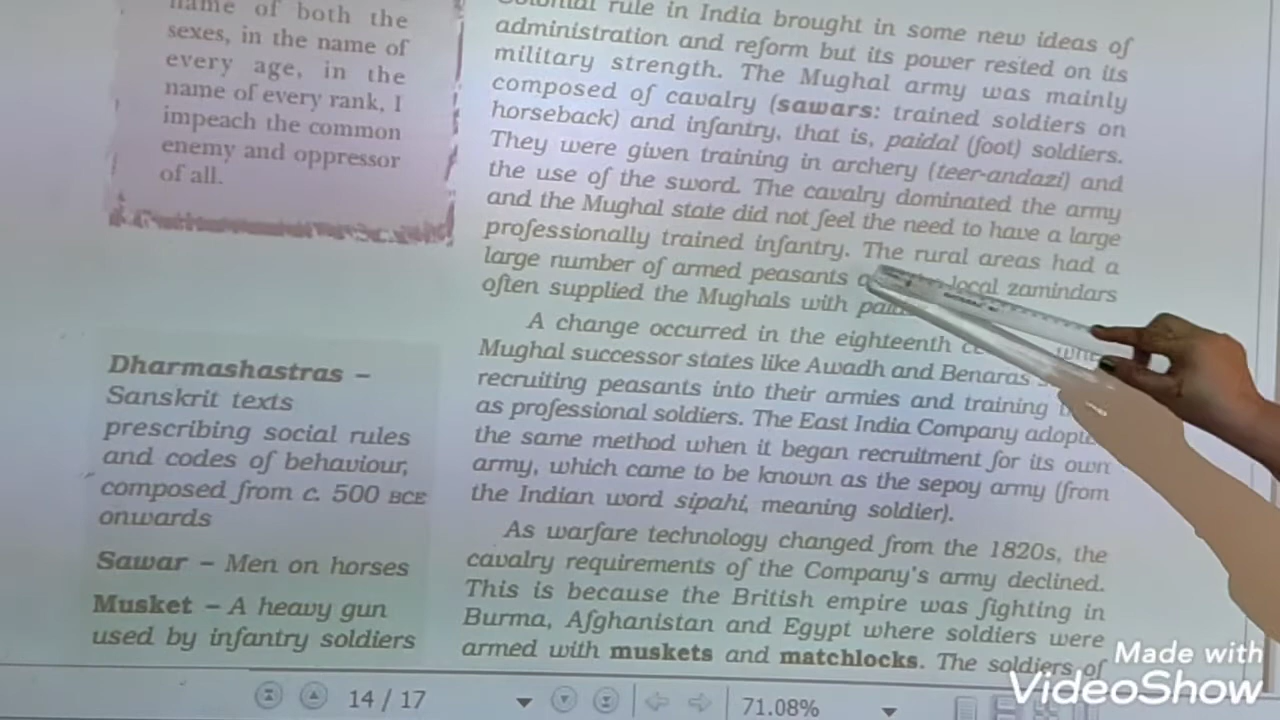 name of both the
sexes, in the name of
every age, in the
name of every rank, I
impeach the common
enemy and oppressor
of all.
Dharmashastras –
Sanskrit texts
prescribing social rules
and codes of behaviour,
composed from c. 500 BCE
onwards
Sawar – Men on horses
Musket – A heavy gun
used by infantry soldiers
Colonial rule in India brought in some new ideas of
administration and reform but its power rested on its
military strength. The Mughal army was mainly
composed of cavalry (sawars: trained soldiers on
horseback) and infantry, that is, paidal (foot) soldiers.
They were given training in archery (teer-andazi) and
the use of the sword. The cavalry dominated the army
and the Mughal state did not feel the need to have a large
professionally trained infantry. The rural areas had a
large number of armed peasants local zamindars
often supplied the Mughals with
A change occurred in the eighteenth
Mughal successor states like Awadh and Benaras
recruiting peasants into their armies and training
as professional soldiers. The East India Company
the same method when it began recruitment for its own
army, which came to be known as the sepoy army (from
the Indian word sipahi, meaning soldier).
As warfare technology changed from the 1820s, the
cavalry requirements of the Company's army declined.
This is because the British empire was fighting in
Burma, Afghanistan and Egypt where soldiers were
armed with muskets and matchlocks. The soldiers of
14 / 17
71.08%
Made with
VideoShow